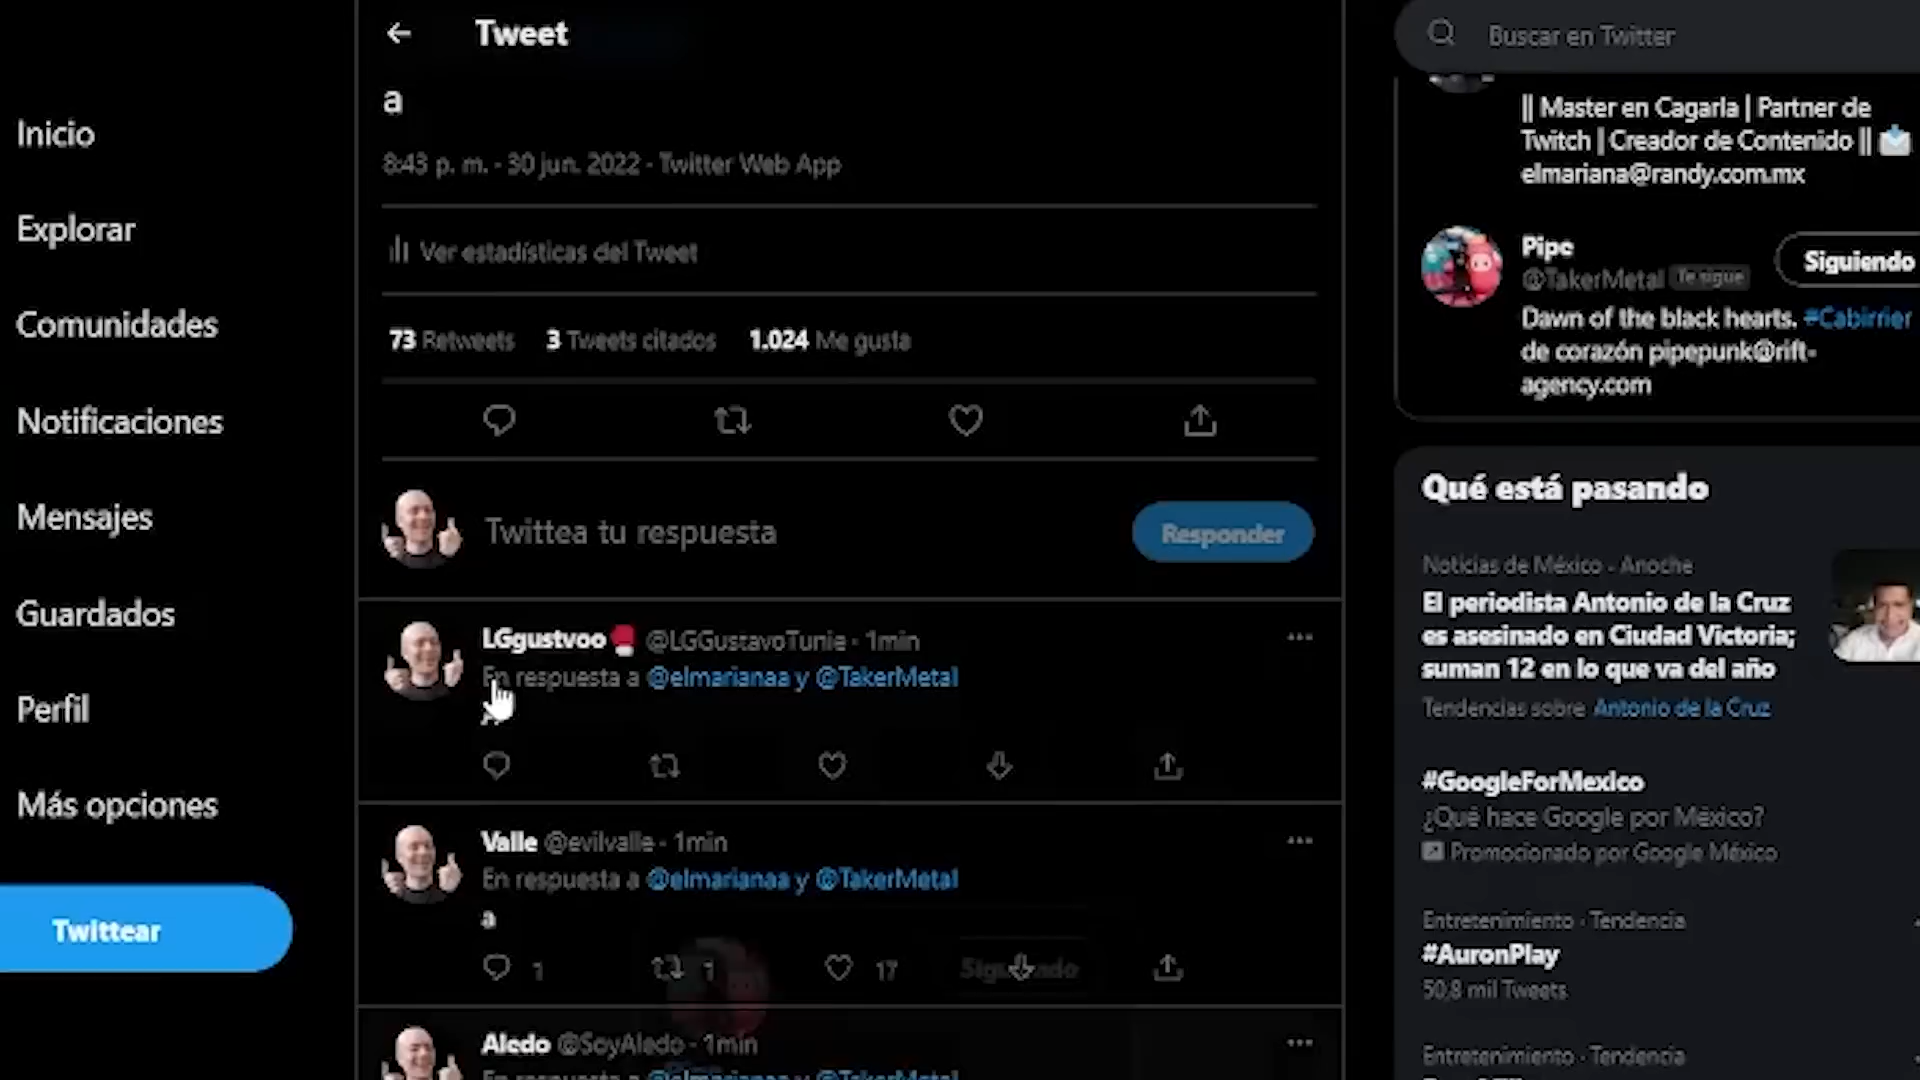 Inicio
Explorar
Comunidades
Notificaciones
Mensajes
Guardados
Perfil
Más opciones
Twittear
Tweet
a
8:43 p. m. · 30 jun. 2022 · Twitter Web App
Ver estadísticas del Tweet
73 Retweets 3 Tweets citados 1.024 Me gusta
Twittea tu respuesta
Responder
LGgustvoo @LGGustavoTunie · 1min
En respuesta a @elmarianaa y @TakerMetal
Valle @evilvalle · 1min
En respuesta a @elmarianaa y @TakerMetal
a
1 1 17
Aledo @SoyAledo · 1min
En respuesta a @elmarianaa y @TakerMetal
Buscar en Twitter
|| Master en Cagarla | Partner de
Twitch | Creador de Contenido ||
elmariana@randy.com.mx
Pipe
@TakerMetal Te sigue
Siguiendo
Dawn of the black hearts. #Cabirrier
de corazón pipepunk@rift-
agency.com
Qué está pasando
Noticias de México · Anoche
El periodista Antonio de la Cruz
es asesinado en Ciudad Victoria;
suman 12 en lo que va del año
Tendencias sobre Antonio de la Cruz
#GoogleForMexico
¿Qué hace Google por México?
Promocionado por Google México
Entretenimiento · Tendencia
#AuronPlay
50,8 mil Tweets
Entretenimiento · Tendencia